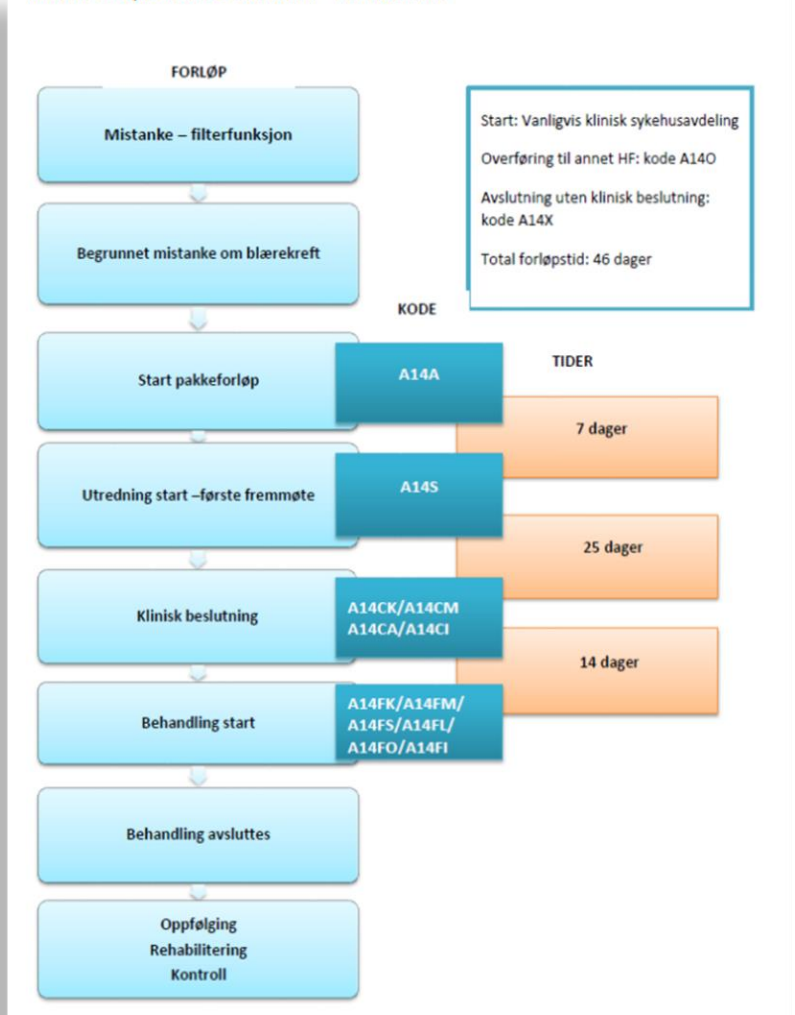 FORLØP
Mistanke – filterfunksjon
Begrunnet mistanke om blærekreft
Start pakkeforløp
Utredning start –første fremmøte
Klinisk beslutning
Behandling start
Behandling avsluttes
Oppfølging
Rehabilitering
Kontroll
KODE
A14A
A14S
A14CK/A14CM
A14CA/A14CI
A14FK/A14FM/
A14FS/A14FL/
A14FO/A14FI
TIDER
7 dager
25 dager
14 dager
Start: Vanligvis klinisk sykehusavdeling
Overføring til annet HF: kode A14O
Avslutning uten klinisk beslutning:
kode A14X
Total forløpstid: 46 dager